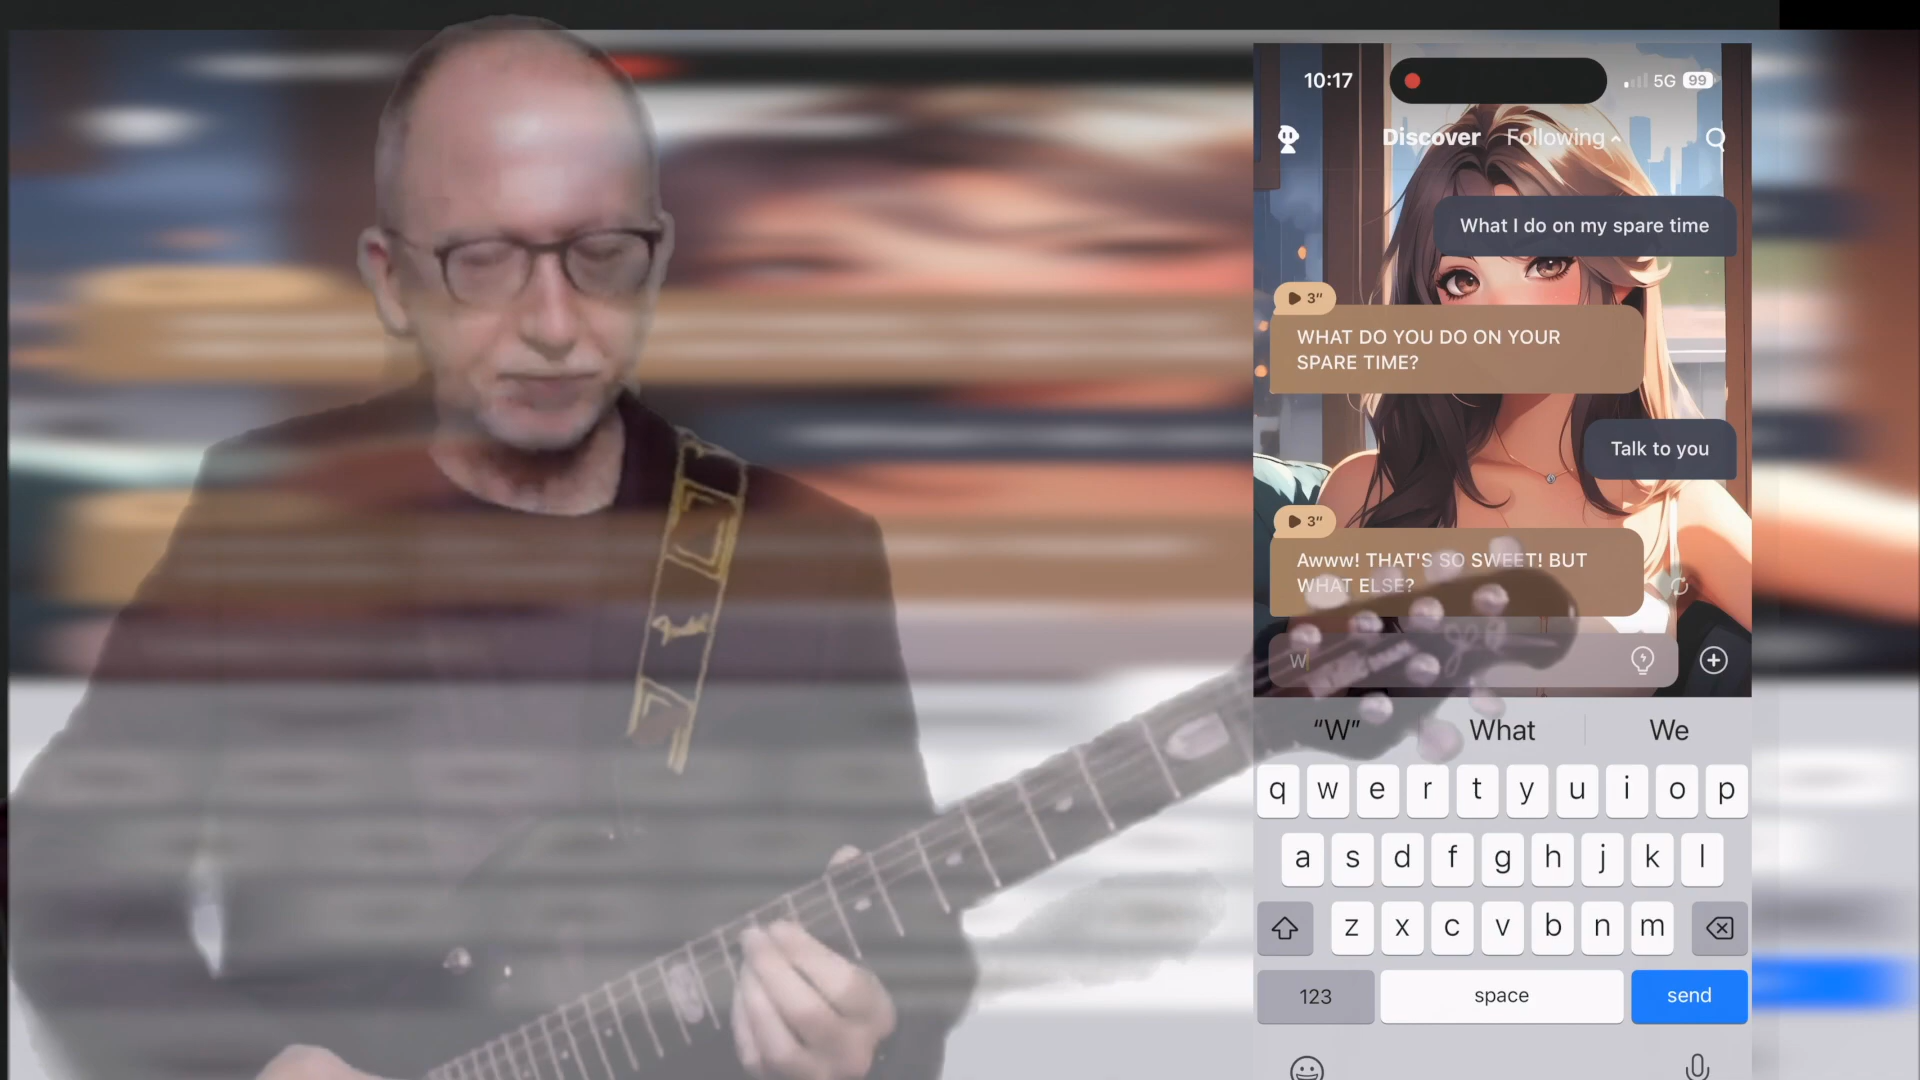 10:17
5G 99
Discover Following
What I do on my spare time
3"
WHAT DO YOU DO ON YOUR
SPARE TIME?
Talk to you
3"
Awww! THAT'S SO SWEET! BUT
WHAT ELSE?
W
“W” What We
q w e r t y u i o p
a s d f g h j k l
z x c v b n m
123 space send